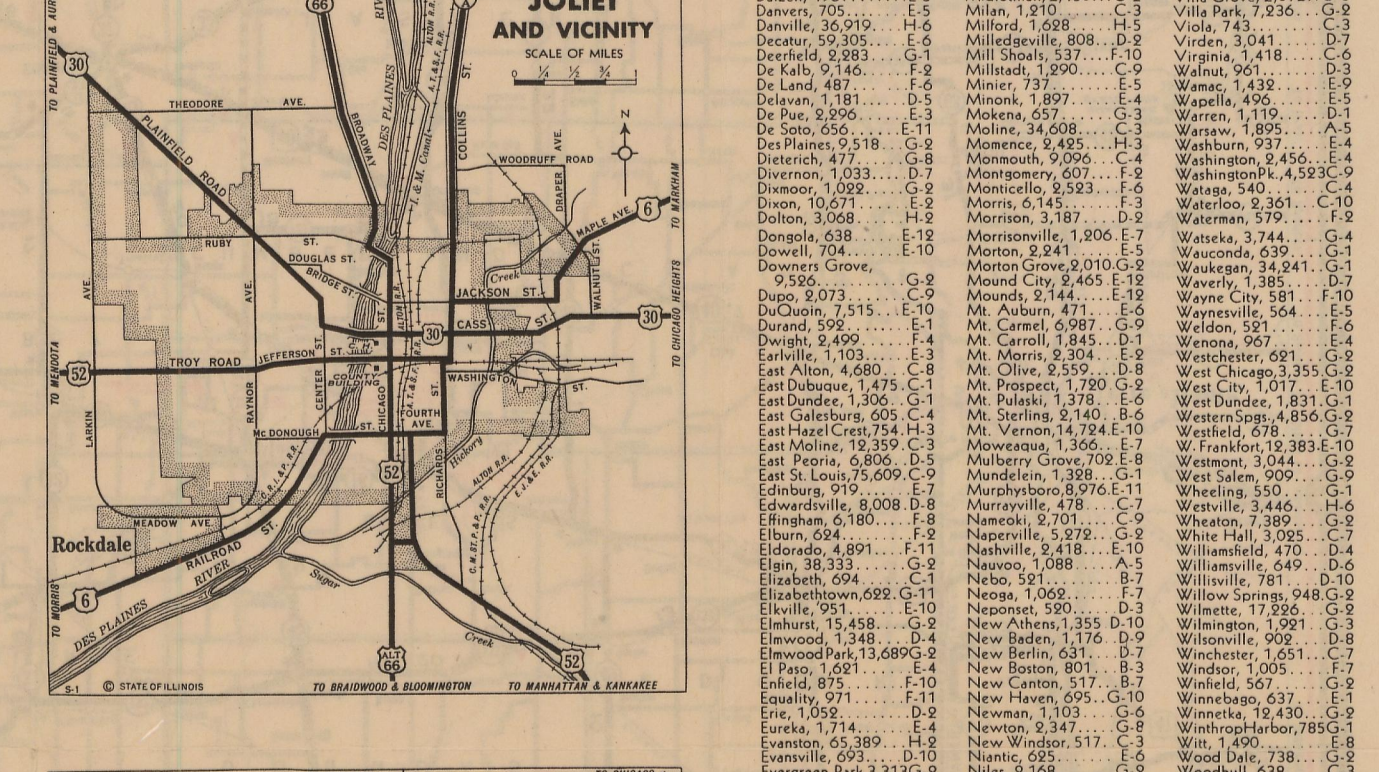 66
A
JOLIET
AND VICINITY
SCALE OF MILES
0 ¼ ½ ¾ 1
TO PLAINFIELD & AUR
30
THEODORE AVE.
PLAINFIELD ROAD
BROADWAY
DES PLAINES
RIV
I. & M. Canal
ALTON R.R.
A.T. & S.F. R.R.
COLLINS ST.
WOODRUFF ROAD
DRAPER AVE.
N
MAPLE AVE.
6
TO MARKHAM
RUBY ST.
DOUGLAS ST.
BRIDGE ST.
Creek
JACKSON ST.
WALNUT ST.
LARKIN AVE.
RAYNOR AVE.
ALTON R.R.
30
CASS ST.
30
TO CHICAGO HEIGHTS
TO MENDOTA
52
TROY ROAD
JEFFERSON ST.
CENTER ST.
COUNTY BUILDING
CHICAGO ST.
A.T. & S.F. R.R.
WASHINGTON ST.
FOURTH AVE.
McDONOUGH ST.
52
RICHARDS ST.
Hickory
ALTON R.R.
E.J. & E. R.R.
C.R.I. & P. R.R.
C.M. ST.P. & P. R.R.
MEADOW AVE.
Rockdale
RAILROAD ST.
6
TO MORRIS
DES PLAINES RIVER
Sugar Creek
ALT 66
52
S-1 © STATE OF ILLINOIS
TO BRAIDWOOD & BLOOMINGTON
TO MANHATTAN & KANKAKEE
Danvers, 705 E-5
Danville, 36,919 H-6
Decatur, 59,305 E-6
Deerfield, 2,283 G-1
De Kalb, 9,146 F-2
De Land, 487 F-6
Delavan, 1,181 D-5
De Pue, 2,296 E-3
De Soto, 656 E-11
Des Plaines, 9,518 G-2
Dieterich, 477 G-8
Divernon, 1,033 D-7
Dixmoor, 1,022 G-2
Dixon, 10,671 E-2
Dolton, 3,068 H-2
Dongola, 638 E-12
Dowell, 704 E-10
Downers Grove,
9,526 G-2
Dupo, 2,073 C-9
DuQuoin, 7,515 E-10
Durand, 592 E-1
Dwight, 2,499 F-4
Earlville, 1,103 E-3
East Alton, 4,680 C-8
East Dubuque, 1,475 C-1
East Dundee, 1,306 G-1
East Galesburg, 605 C-4
East Hazel Crest, 754 H-3
East Moline, 12,359 C-3
East Peoria, 6,806 D-5
East St. Louis, 75,609 C-9
Edinburg, 919 E-7
Edwardsville, 8,008 D-8
Effingham, 6,180 F-8
Elburn, 624 F-2
Eldorado, 4,891 F-11
Elgin, 38,333 G-2
Elizabeth, 694 C-1
Elizabethtown, 622 G-11
Elkville, 951 E-10
Elmhurst, 15,458 G-2
Elmwood, 1,348 D-4
Elmwood Park, 13,689 G-2
El Paso, 1,621 E-4
Enfield, 875 F-10
Equality, 971 F-11
Erie, 1,052 D-2
Eureka, 1,714 E-4
Evanston, 65,389 H-2
Evansville, 693 D-10
Milan, 1,210 C-3
Milford, 1,628 H-5
Milledgeville, 808 D-2
Mill Shoals, 537 F-10
Millstadt, 1,290 C-9
Minier, 737 E-5
Minonk, 1,897 E-4
Mokena, 657 G-3
Moline, 34,608 C-3
Momence, 2,425 H-3
Monmouth, 9,096 C-4
Montgomery, 607 F-2
Monticello, 2,523 F-6
Morris, 6,145 F-3
Morrison, 3,187 D-2
Morrisonville, 1,206 E-7
Morton, 2,241 E-5
Morton Grove, 2,010 G-2
Mound City, 2,465 E-12
Mounds, 2,144 E-12
Mt. Auburn, 471 E-6
Mt. Carmel, 6,987 G-9
Mt. Carroll, 1,845 D-1
Mt. Morris, 2,304 E-2
Mt. Olive, 2,559 D-8
Mt. Prospect, 1,720 G-2
Mt. Pulaski, 1,378 E-6
Mt. Sterling, 2,140 B-6
Mt. Vernon, 14,724 E-10
Moweaqua, 1,366 E-7
Mulberry Grove, 702 E-8
Mundelein, 1,328 G-1
Murphysboro, 8,976 E-11
Murrayville, 478 C-7
Nameoki, 2,701 C-9
Naperville, 5,272 G-2
Nashville, 2,418 E-10
Nauvoo, 1,088 A-5
Nebo, 521 B-7
Neoga, 1,062 F-7
Neponset, 520 D-3
New Athens, 1,355 D-10
New Baden, 1,176 D-9
New Berlin, 631 D-7
New Boston, 801 B-3
New Canton, 517 B-7
New Haven, 695 G-10
Newman, 1,103 G-6
Newton, 2,347 G-8
New Windsor, 517 C-3
Niantic, 625 E-6
Villa Park, 7,236 G-2
Viola, 743 C-3
Virden, 3,041 D-7
Virginia, 1,418 C-6
Walnut, 961 D-3
Wamac, 1,432 E-9
Wapella, 496 E-5
Warren, 1,119 D-1
Warsaw, 1,895 A-5
Washburn, 937 E-4
Washington, 2,456 E-4
Washington Pk., 4,523 C-9
Wataga, 540 C-4
Waterloo, 2,361 C-10
Waterman, 579 F-2
Watseka, 3,744 G-4
Wauconda, 639 G-1
Waukegan, 34,241 G-1
Waverly, 1,385 D-7
Wayne City, 581 F-10
Waynesville, 564 E-5
Weldon, 521 F-6
Wenona, 967 E-4
Westchester, 621 G-2
West Chicago, 3,355 G-2
West City, 1,017 E-10
West Dundee, 1,831 G-1
Western Spgs., 4,856 G-2
Westfield, 678 G-7
W. Frankfort, 12,383 E-10
Westmont, 3,044 G-2
West Salem, 909 G-9
Wheeling, 550 G-1
Westville, 3,446 H-6
Wheaton, 7,389 G-2
White Hall, 3,025 C-7
Williamsfield, 470 D-4
Williamsville, 649 D-6
Willisville, 781 D-10
Willow Springs, 948 G-2
Wilmette, 17,226 G-2
Wilmington, 1,921 G-3
Wilsonville, 902 D-8
Winchester, 1,651 C-7
Windsor, 1,005 F-7
Winfield, 567 G-2
Winnebago, 637 E-1
Winnetka, 12,430 G-2
Winthrop Harbor, 785 G-1
Witt, 1,490 E-8
Wood Dale, 738 G-2